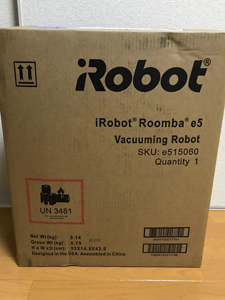 iRobot®
iRobot® Roomba® e5
Vacuuming Robot
SKU: e515060
Quantity 1
UN 3481
Net Wt (kg):
Gross Wt (kg):
H x W x D (cm):
Designed in the USA. Assembled in China